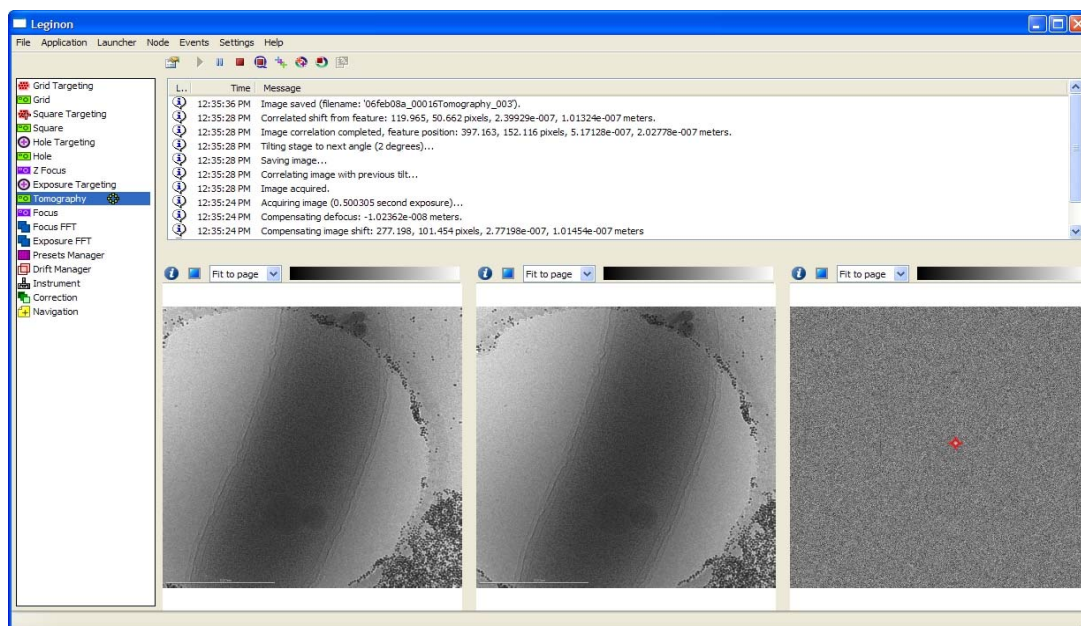 Leginon
File Application Launcher Node Events Settings Help
Grid Targeting
Grid
Square Targeting
Square
Hole Targeting
Hole
Z Focus
Exposure Targeting
Tomography
Focus
Focus FFT
Exposure FFT
Presets Manager
Drift Manager
Instrument
Correction
Navigation
L... Time Message
12:35:36 PM Image saved (filename: '06feb08a_00016Tomography_003').
12:35:28 PM Correlated shift from feature: 119.965, 50.662 pixels, 2.39929e-007, 1.01324e-007 meters.
12:35:28 PM Image correlation completed, feature position: 397.163, 152.116 pixels, 5.17128e-007, 2.02778e-007 meters.
12:35:28 PM Tilting stage to next angle (2 degrees)...
12:35:28 PM Saving image...
12:35:28 PM Correlating image with previous tilt...
12:35:28 PM Image acquired.
12:35:24 PM Acquiring image (0.500305 second exposure)...
12:35:24 PM Compensating defocus: -1.02362e-008 meters.
12:35:24 PM Compensating image shift: 277.198, 101.454 pixels, 2.77198e-007, 1.01454e-007 meters
Fit to page
Fit to page
Fit to page